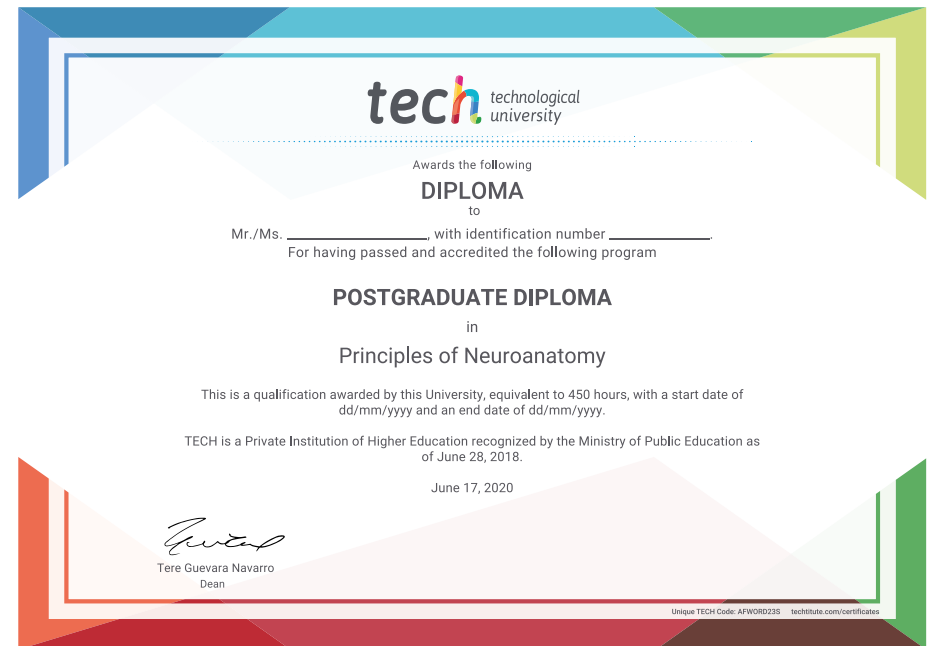 tech technological
university
Awards the following
DIPLOMA
to
Mr./Ms. ____________________, with identification number ______________.
For having passed and accredited the following program
POSTGRADUATE DIPLOMA
in
Principles of Neuroanatomy
This is a qualification awarded by this University, equivalent to 450 hours, with a start date of
dd/mm/yyyy and an end date of dd/mm/yyyy.
TECH is a Private Institution of Higher Education recognized by the Ministry of Public Education as
of June 28, 2018.
June 17, 2020
Tere Guevara Navarro
Dean
Unique TECH Code: AFWORD23S techtitute.com/certificates